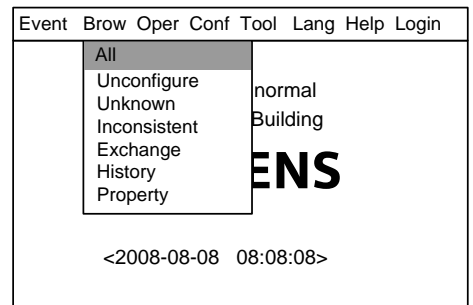 Event Brow Oper Conf Tool Lang Help Login
All
Unconfigure
normal
Unknown
Building
Inconsistent
Exchange
ENS
History
Property
<2008-08-08 08:08:08>